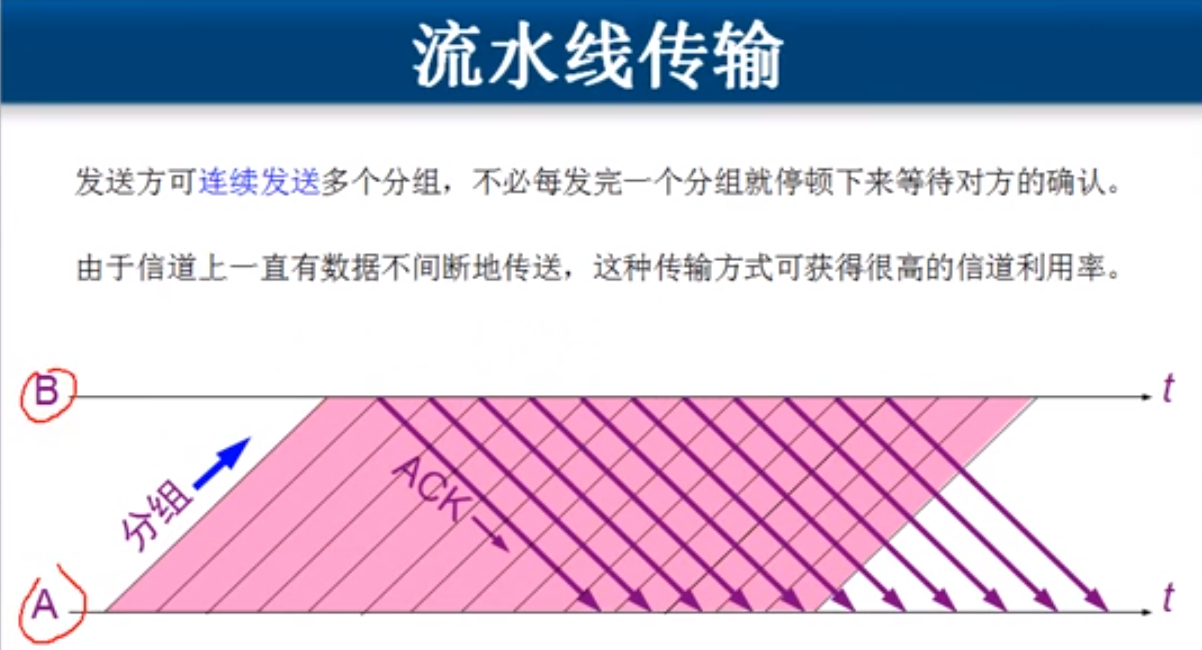 流水线传输
发送方可连续发送多个分组，不必每发完一个分组就停顿下来等待对方的确认。
由于信道上一直有数据不间断地传送，这种传输方式可获得很高的信道利用率。
B
t
ACK
分组
A
t